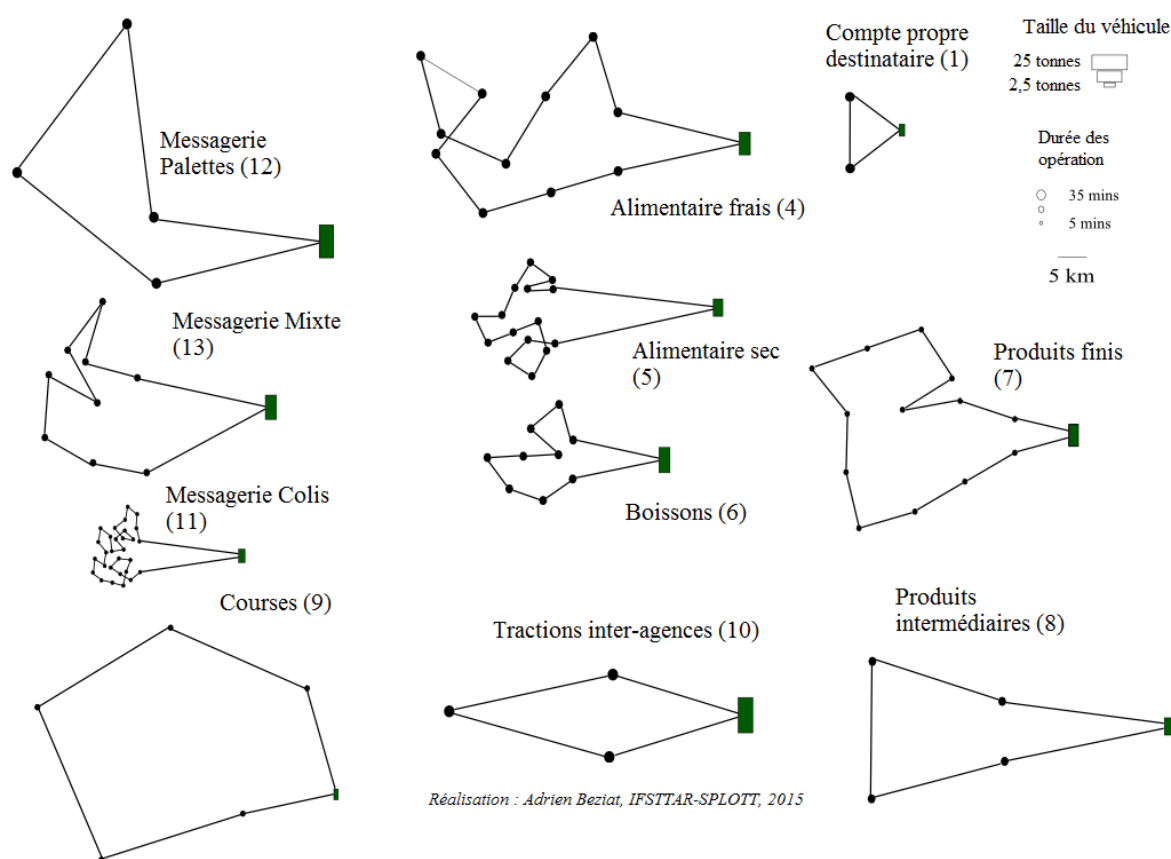 Compte propre
destinataire (1)
Taille du véhicule
25 tonnes
2,5 tonnes
Durée des
opération
35 mins
5 mins
5 km
Messagerie
Palettes (12)
Alimentaire frais (4)
Messagerie Mixte
(13)
Alimentaire sec
(5)
Produits finis
(7)
Messagerie Colis
(11)
Boissons (6)
Courses (9)
Tractions inter-agences (10)
Produits
intermédiaires (8)
Réalisation : Adrien Beziat, IFSTTAR-SPLOTT, 2015